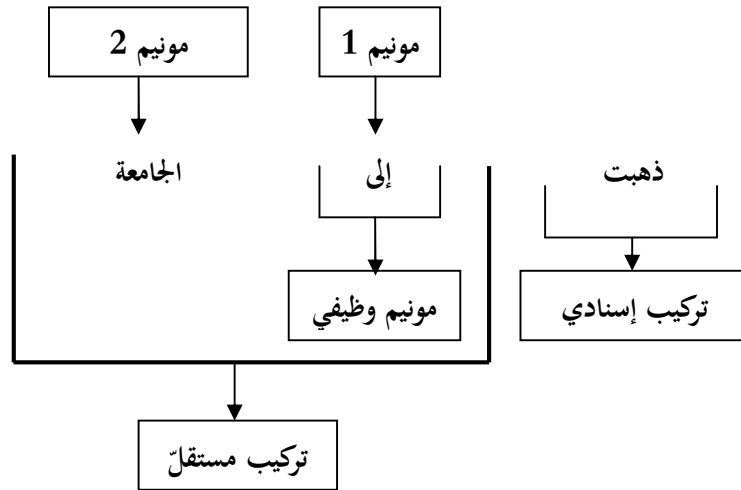 مونيم 1
مونيم 2
ذهبت
إلى
الجامعة
مونيم وظيفي
تركيب إسنادي
تركيب مستقلّ